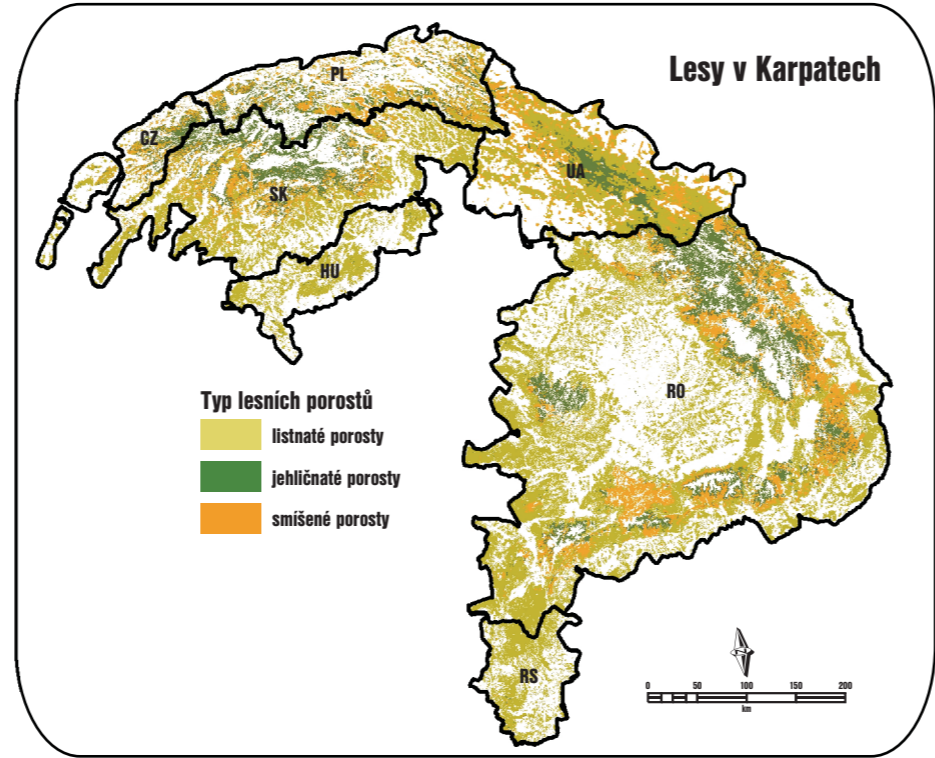 Lesy v Karpatech
PL
CZ
UA
SK
HU
RO
Typ lesních porostů
listnaté porosty
jehličnaté porosty
smíšené porosty
RS
0 50 100 150 200
km